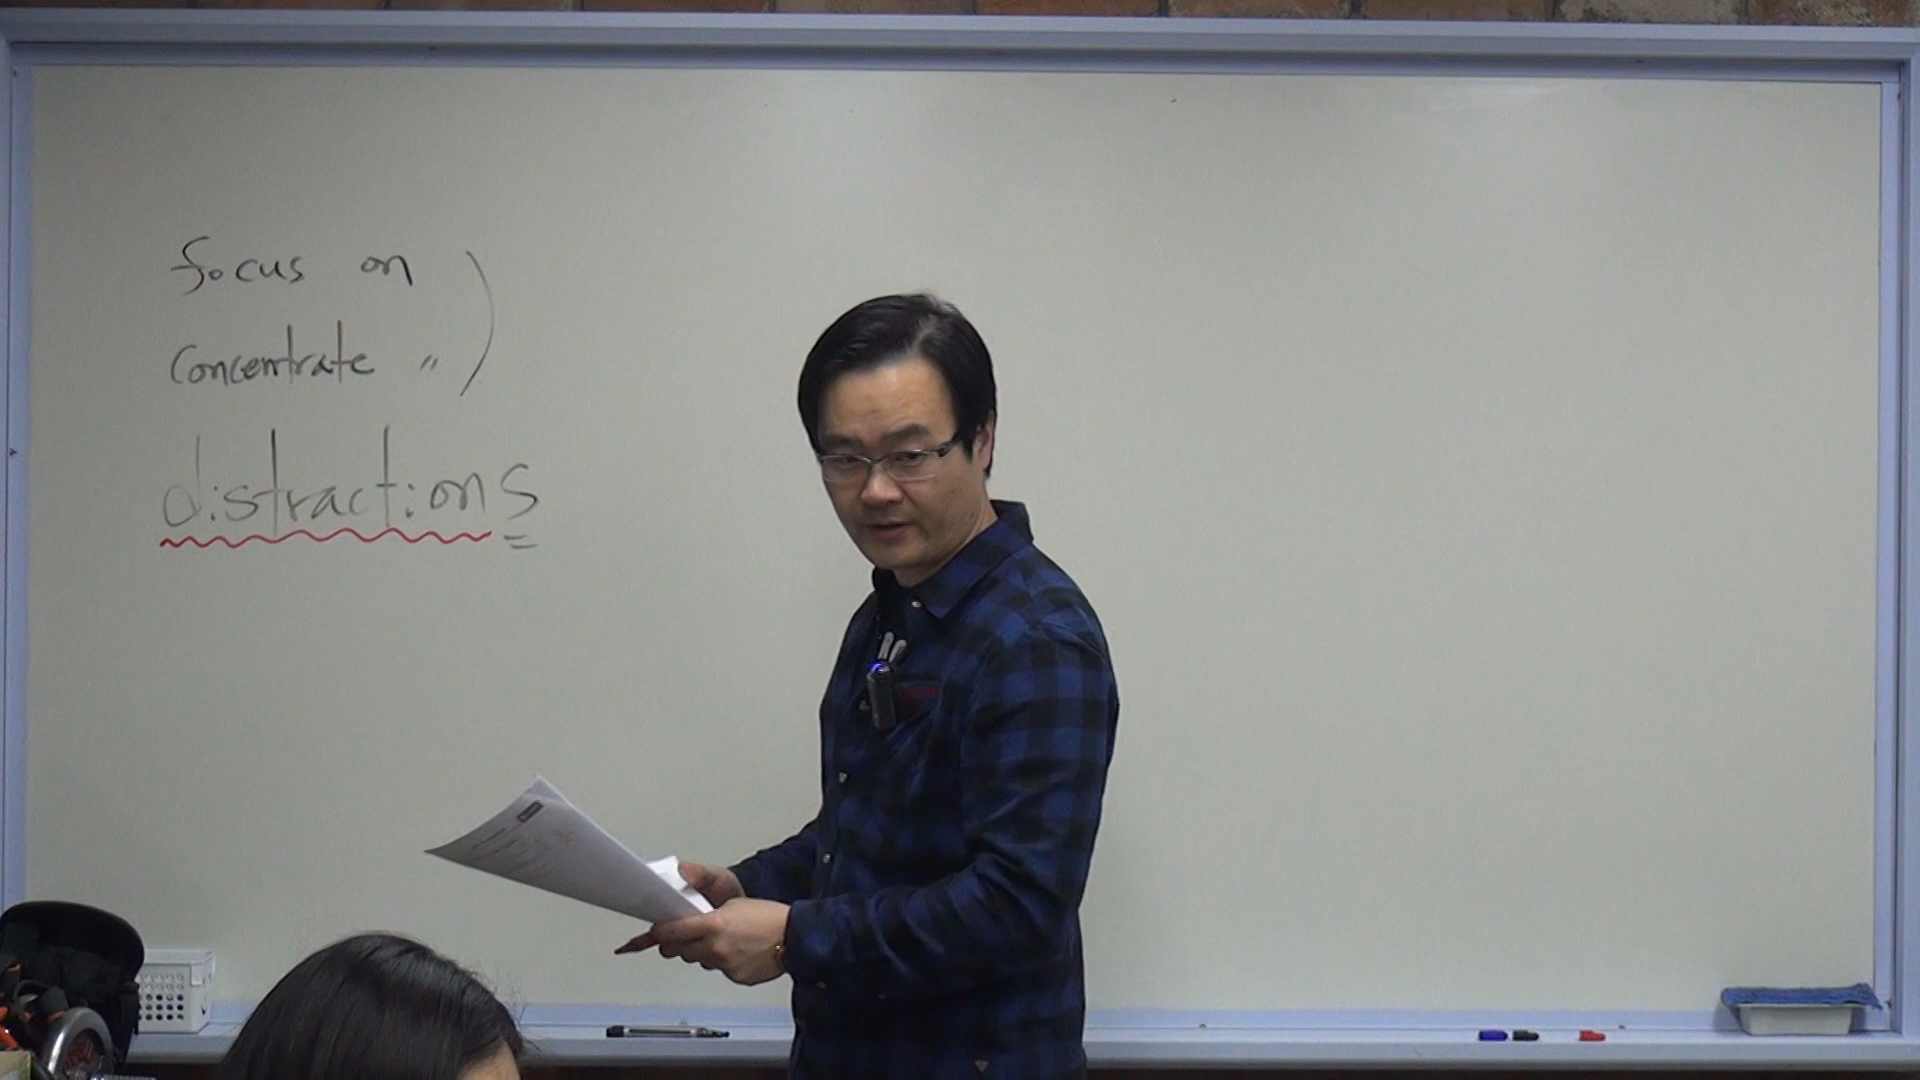 focus on
concentrate 〃
distractions